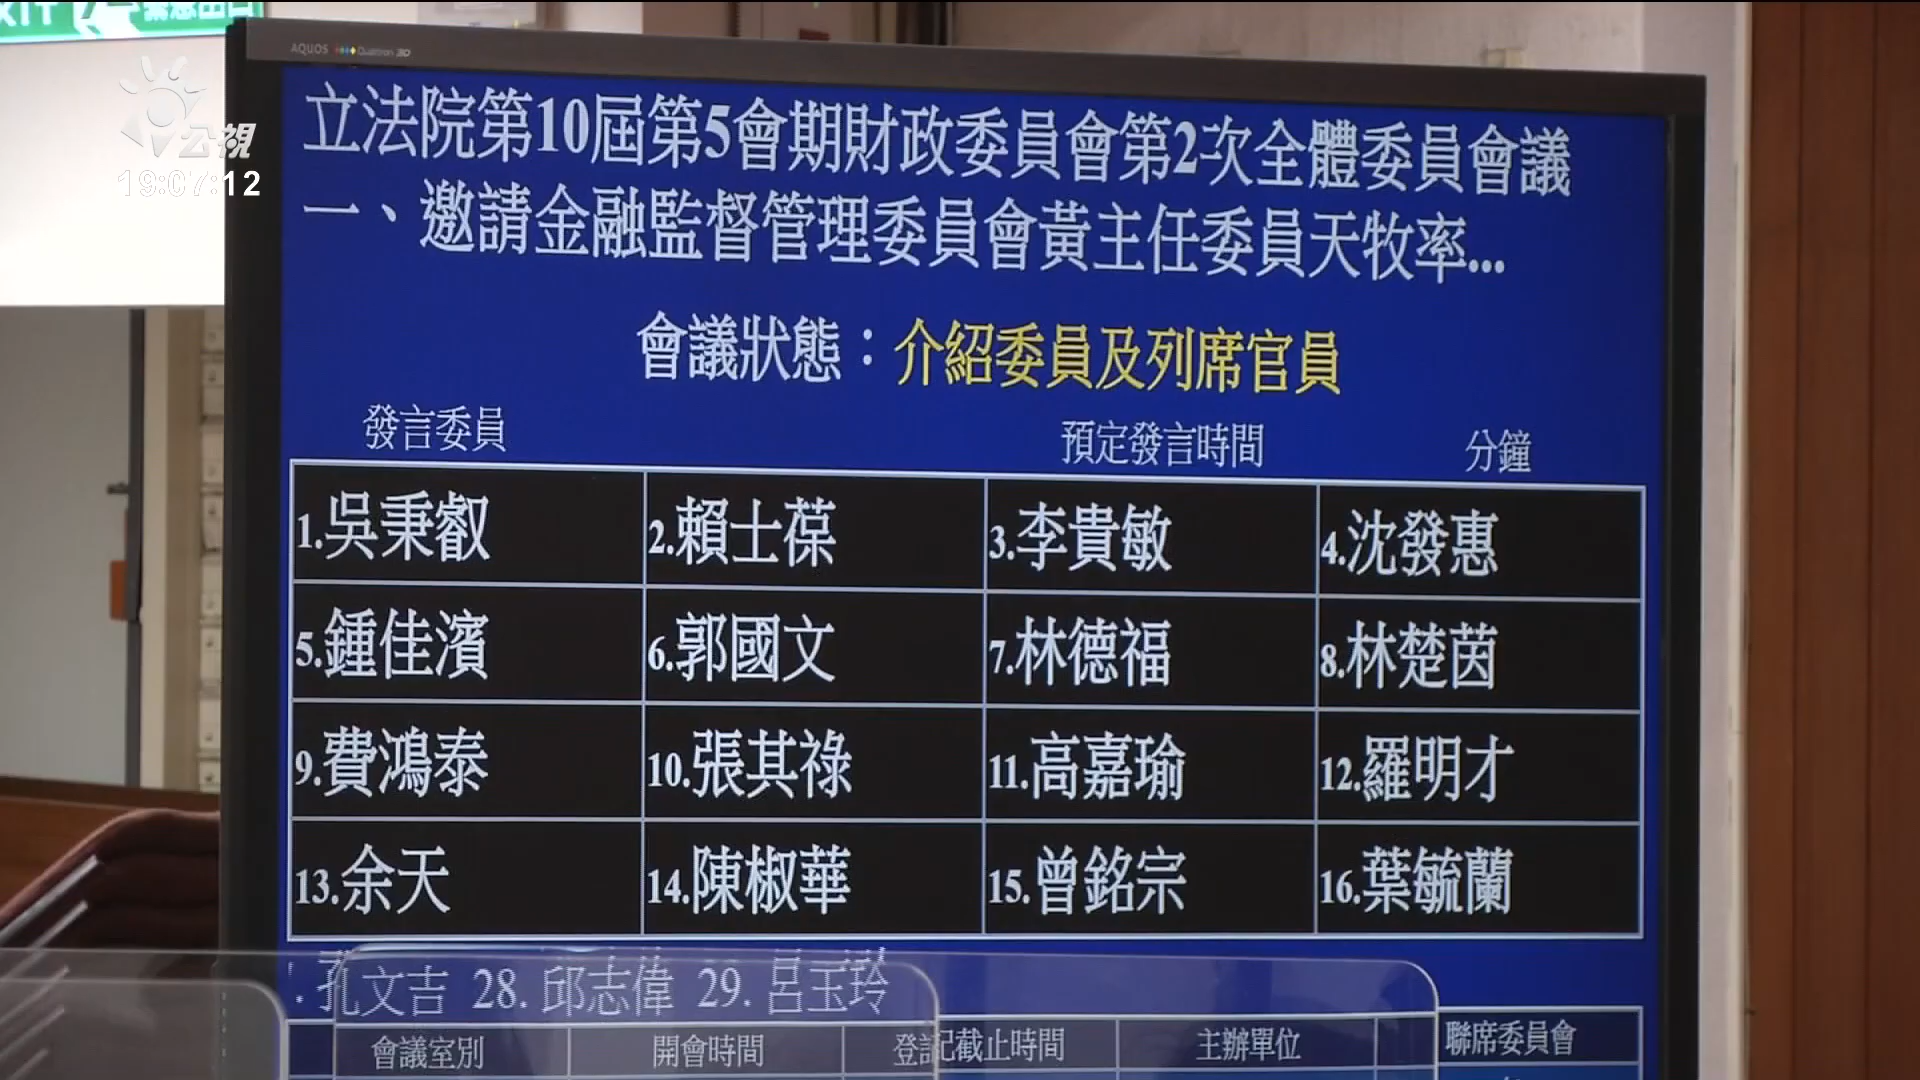 EXIT 緊急出口
AQUOS Quattron 3D
公視
19:07:12
立法院第10屆第5會期財政委員會第2次全體委員會議
一、邀請金融監督管理委員會黃主任委員天牧率...
會議狀態：介紹委員及列席官員
發言委員 預定發言時間 分鐘
1.吳秉叡 2.賴士葆 3.李貴敏 4.沈發惠
5.鍾佳濱 6.郭國文 7.林德福 8.林楚茵
9.費鴻泰 10.張其祿 11.高嘉瑜 12.羅明才
13.余天 14.陳椒華 15.曾銘宗 16.葉毓蘭
. 孔文吉 28. 邱志偉 29. 呂玉玲
會議室別 開會時間 登記截止時間 主辦單位 聯席委員會